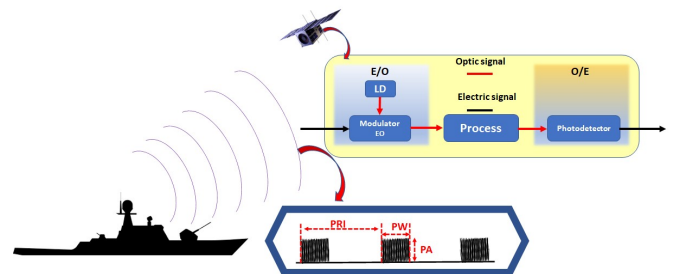 E/O
Optic signal
O/E
LD
Electric signal
Modulator
EO
Process
Photodetector
PRI
PW
PA